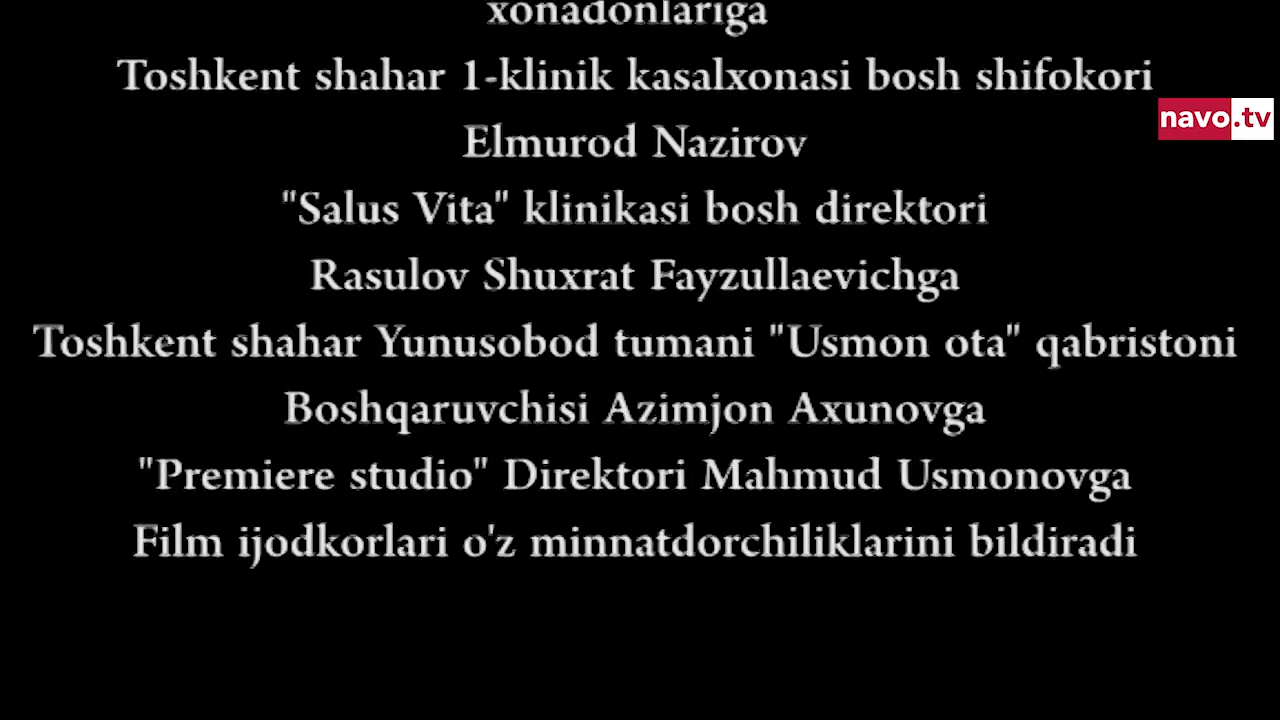 xonadonlariga
Toshkent shahar 1-klinik kasalxonasi bosh shifokori
navo.tv
Elmurod Nazirov
"Salus Vita" klinikasi bosh direktori
Rasulov Shuxrat Fayzullaevichga
Toshkent shahar Yunusobod tumani "Usmon ota" qabristoni
Boshqaruvchisi Azimjon Axunovga
"Premiere studio" Direktori Mahmud Usmonovga
Film ijodkorlari o'z minnatdorchiliklarini bildiradi